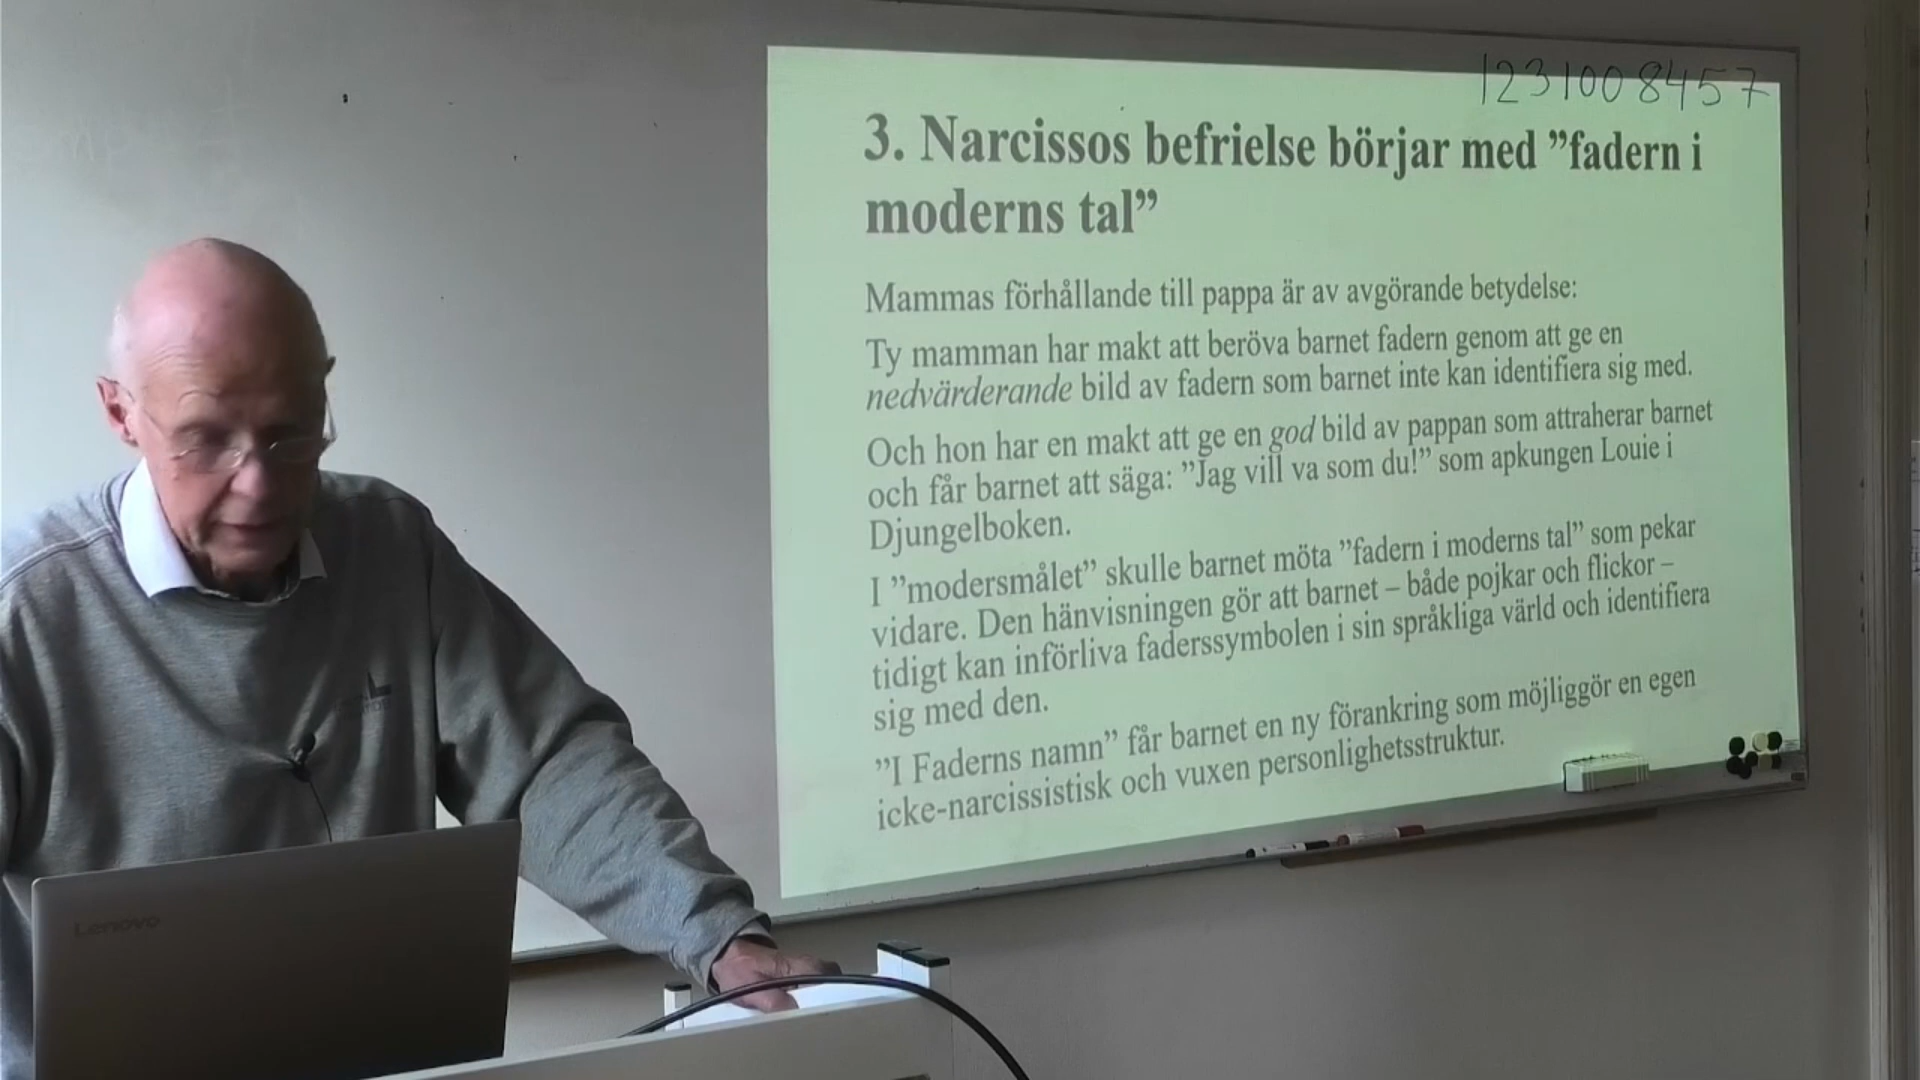 1231008457
3. Narcissos befrielse börjar med ”fadern i
moderns tal”
Mammas förhållande till pappa är av avgörande betydelse:
Ty mamman har makt att beröva barnet fadern genom att ge en
nedvärderande bild av fadern som barnet inte kan identifiera sig med.
Och hon har en makt att ge en god bild av pappan som attraherar barnet
och får barnet att säga: ”Jag vill va som du!” som apkungen Louie i
Djungelboken.
I ”modersmålet” skulle barnet möta ”fadern i moderns tal” som pekar
vidare. Den hänvisningen gör att barnet – både pojkar och flickor –
tidigt kan införliva faderssymbolen i sin språkliga värld och identifiera
sig med den.
”I Faderns namn” får barnet en ny förankring som möjliggör en egen
icke-narcissistisk och vuxen personlighetsstruktur.
Lenovo